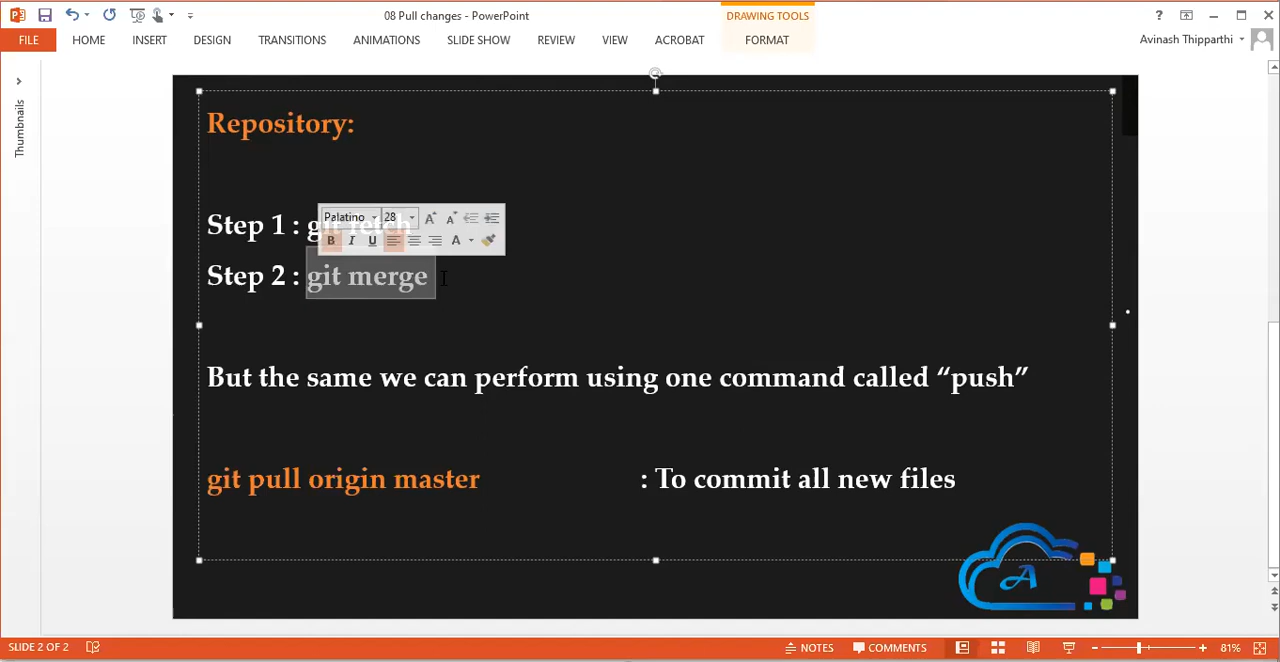 08 Pull changes - PowerPoint
DRAWING TOOLS
?
FILE HOME INSERT DESIGN TRANSITIONS ANIMATIONS SLIDE SHOW REVIEW VIEW ACROBAT FORMAT Avinash Thipparthi
Thumbnails
Repository:
Palatino 28
Step 1 : git fetch
B I U A
Step 2 : git merge
But the same we can perform using one command called “push”
git pull origin master : To commit all new files
A
SLIDE 2 OF 2 NOTES COMMENTS 81%